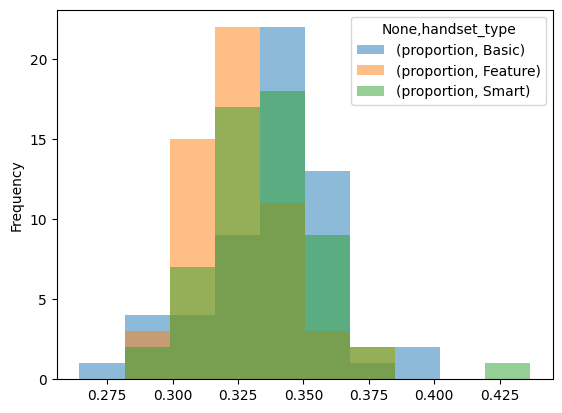 None,handset_type
(proportion, Basic)
(proportion, Feature)
(proportion, Smart)
Frequency
20
15
10
5
0
0.275 0.300 0.325 0.350 0.375 0.400 0.425